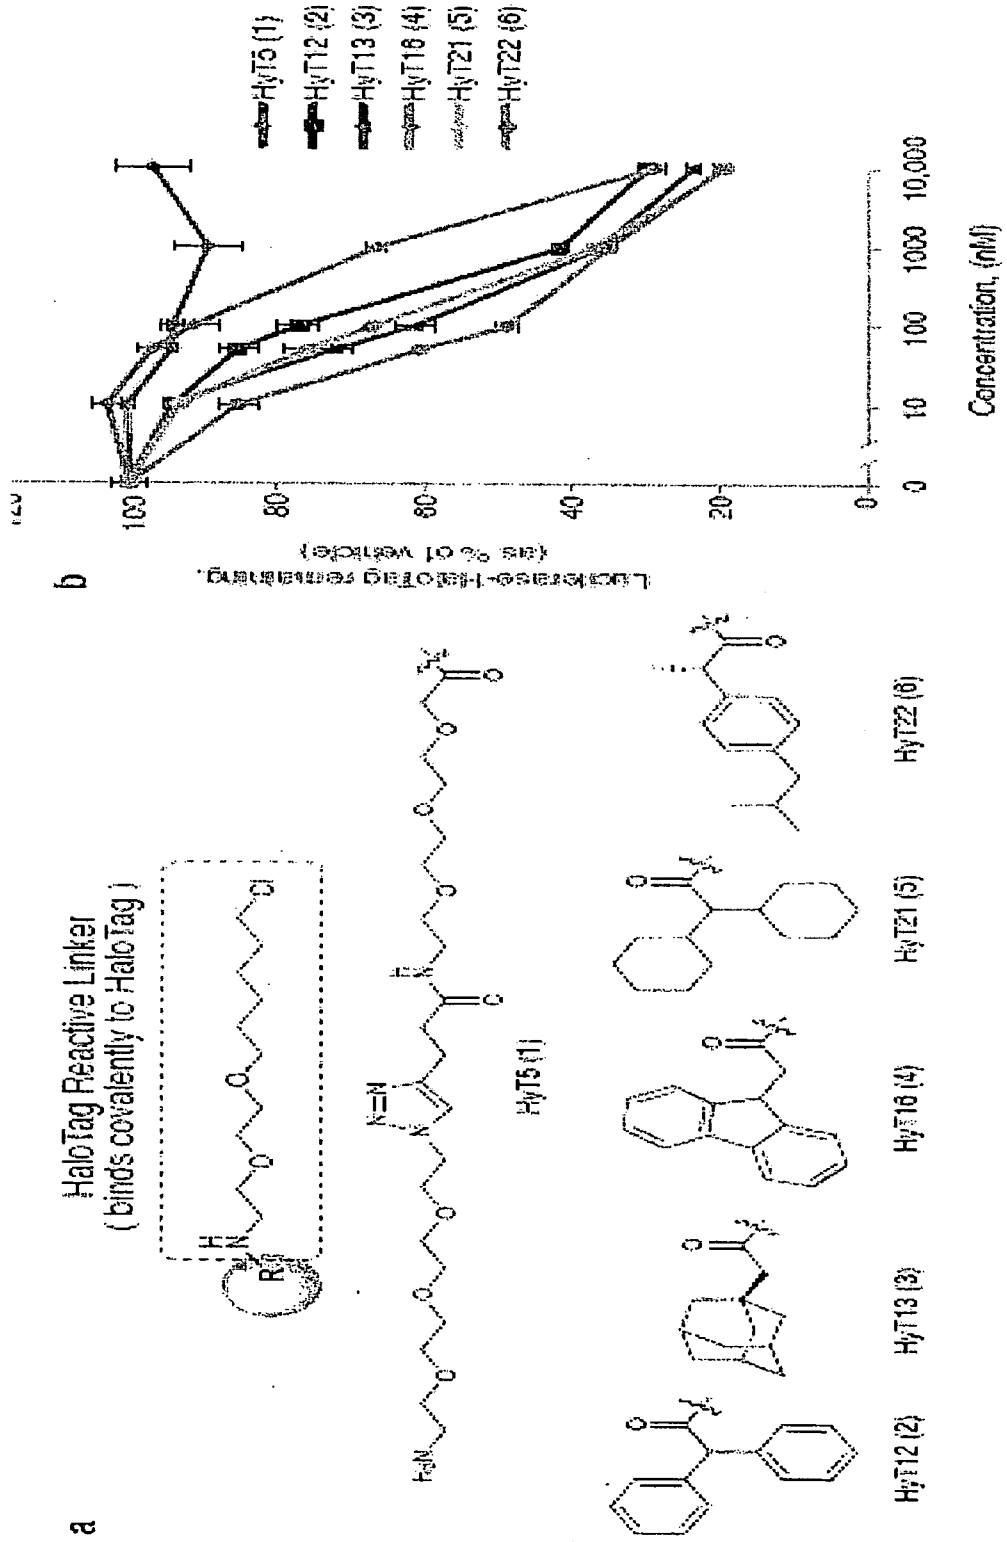 a
HaloTag Reactive Linker
( binds covalently to HaloTag )
H
N
R
O
O
Cl
H₂N
O
O
O
N=N
N
O
H
N
O
O
O
O
HyT5 (1)
O
HyT12 (2)
O
HyT13 (3)
O
HyT16 (4)
O
HyT21 (5)
O
HyT22 (6)
b
Luciferase-HaloTag remaining.
(as % of vehicle)
120
100
80
60
40
20
0
0
10
100
1000
10,000
Concentration, (nM)
HyT5 (1)
HyT12 (2)
HyT13 (3)
HyT16 (4)
HyT21 (5)
HyT22 (6)